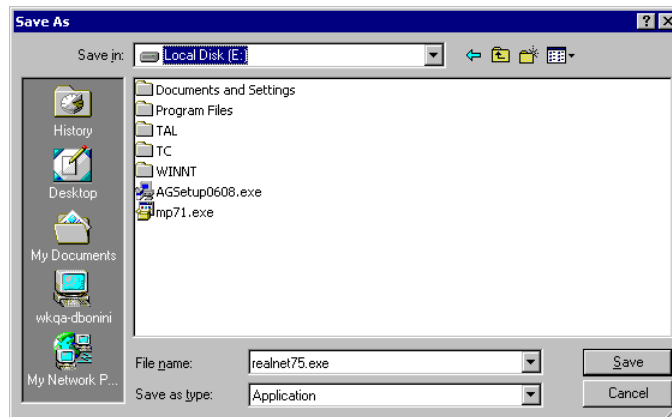 Save As
Save in: Local Disk (E:)
Documents and Settings
Program Files
TAL
TC
WINNT
AGSetup0608.exe
mp71.exe
History
Desktop
My Documents
wkqa-dbonini
My Network P...
File name: realnet75.exe Save
Save as type: Application Cancel